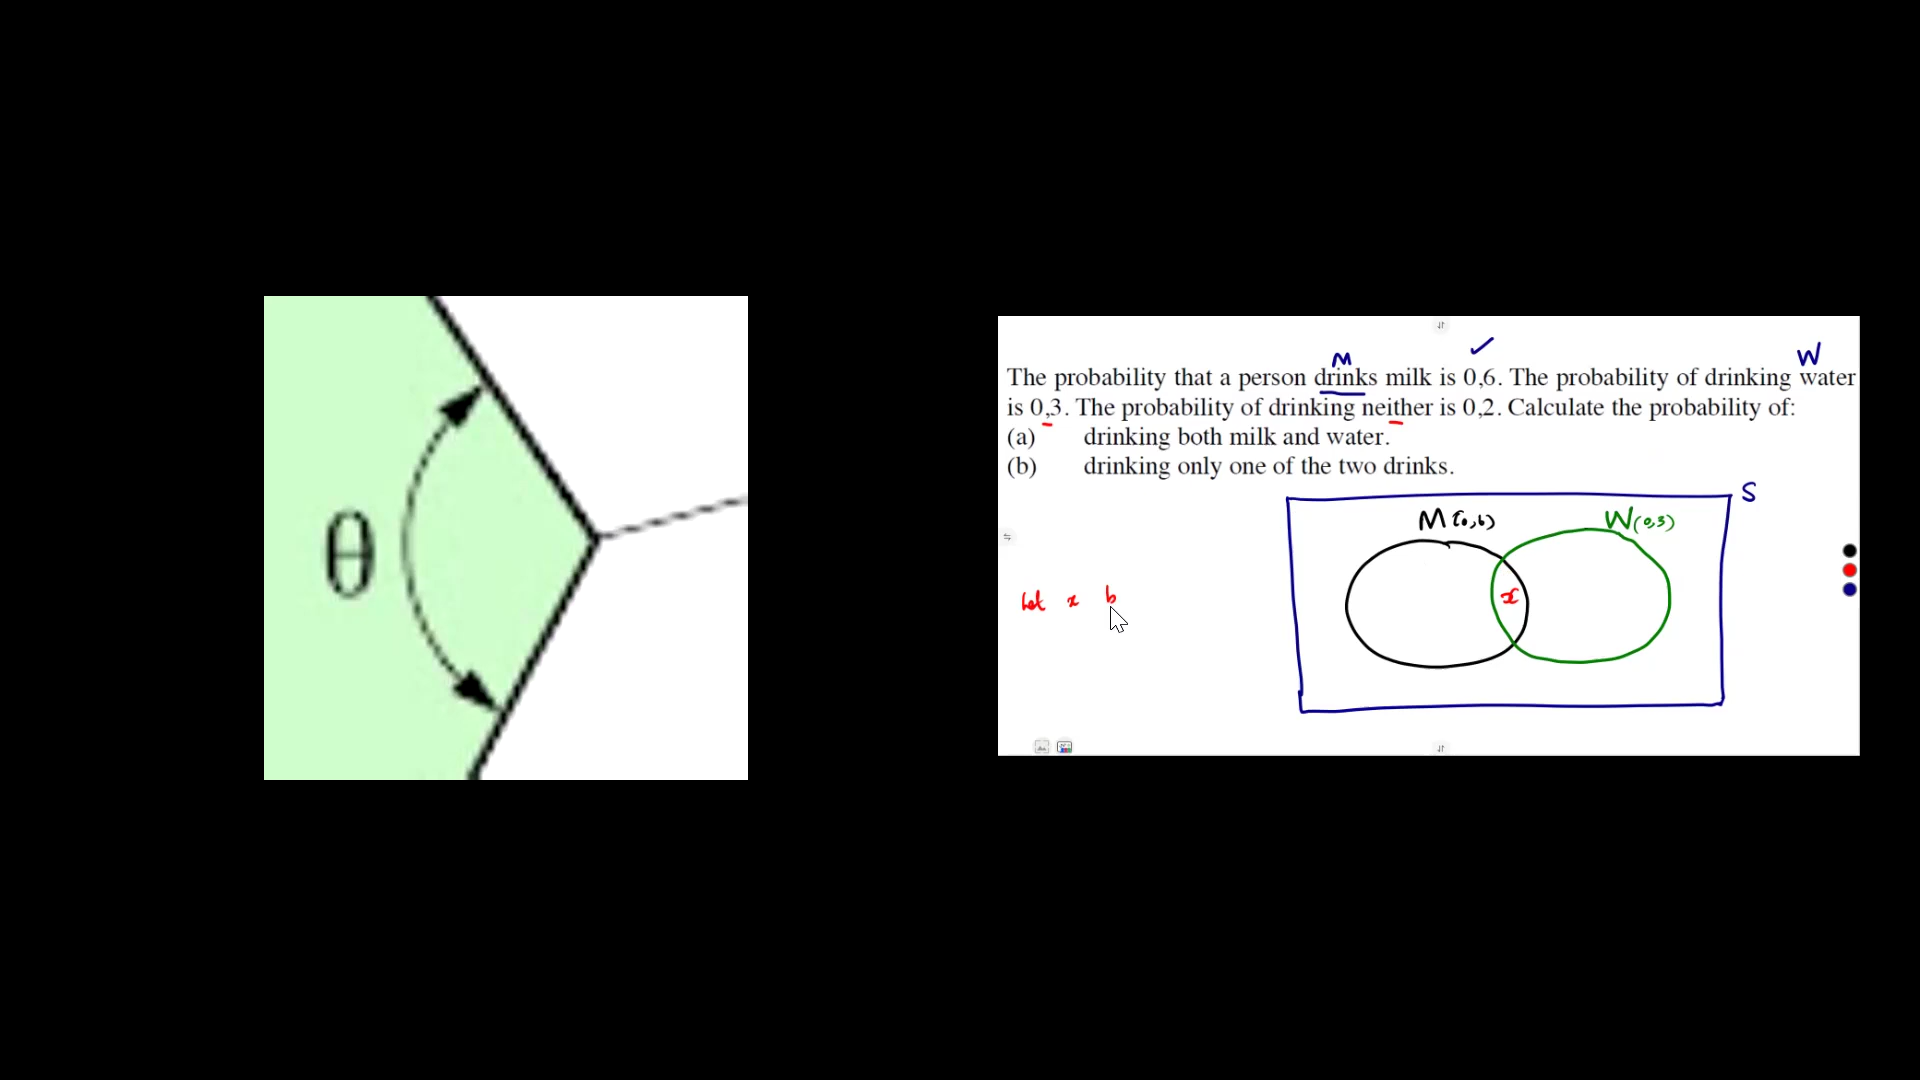 θ
M ✓ W
The probability that a person drinks milk is 0,6. The probability of drinking water
is 0,3. The probability of drinking neither is 0,2. Calculate the probability of:
(a) drinking both milk and water.
(b) drinking only one of the two drinks.
S
M (0,6) W (0,3)
Let x b
x